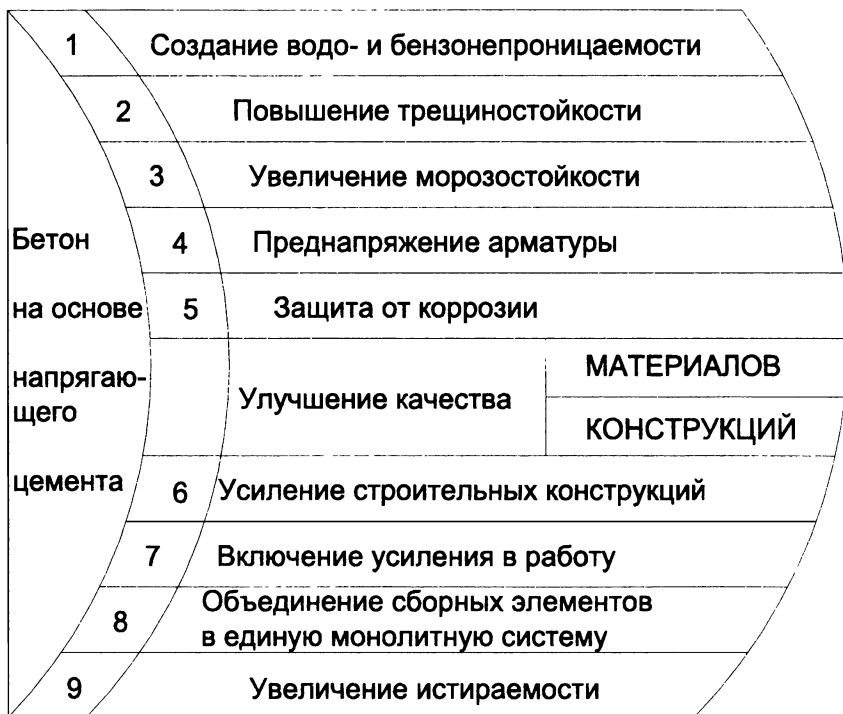 1 Создание водо- и бензонепроницаемости
2 Повышение трещиностойкости
3 Увеличение морозостойкости
4 Преднапряжение арматуры
5 Защита от коррозии
Бетон
на основе
напрягаю-
щего
цемента
Улучшение качества
МАТЕРИАЛОВ
КОНСТРУКЦИЙ
6 Усиление строительных конструкций
7 Включение усиления в работу
8 Объединение сборных элементов
в единую монолитную систему
9 Увеличение истираемости